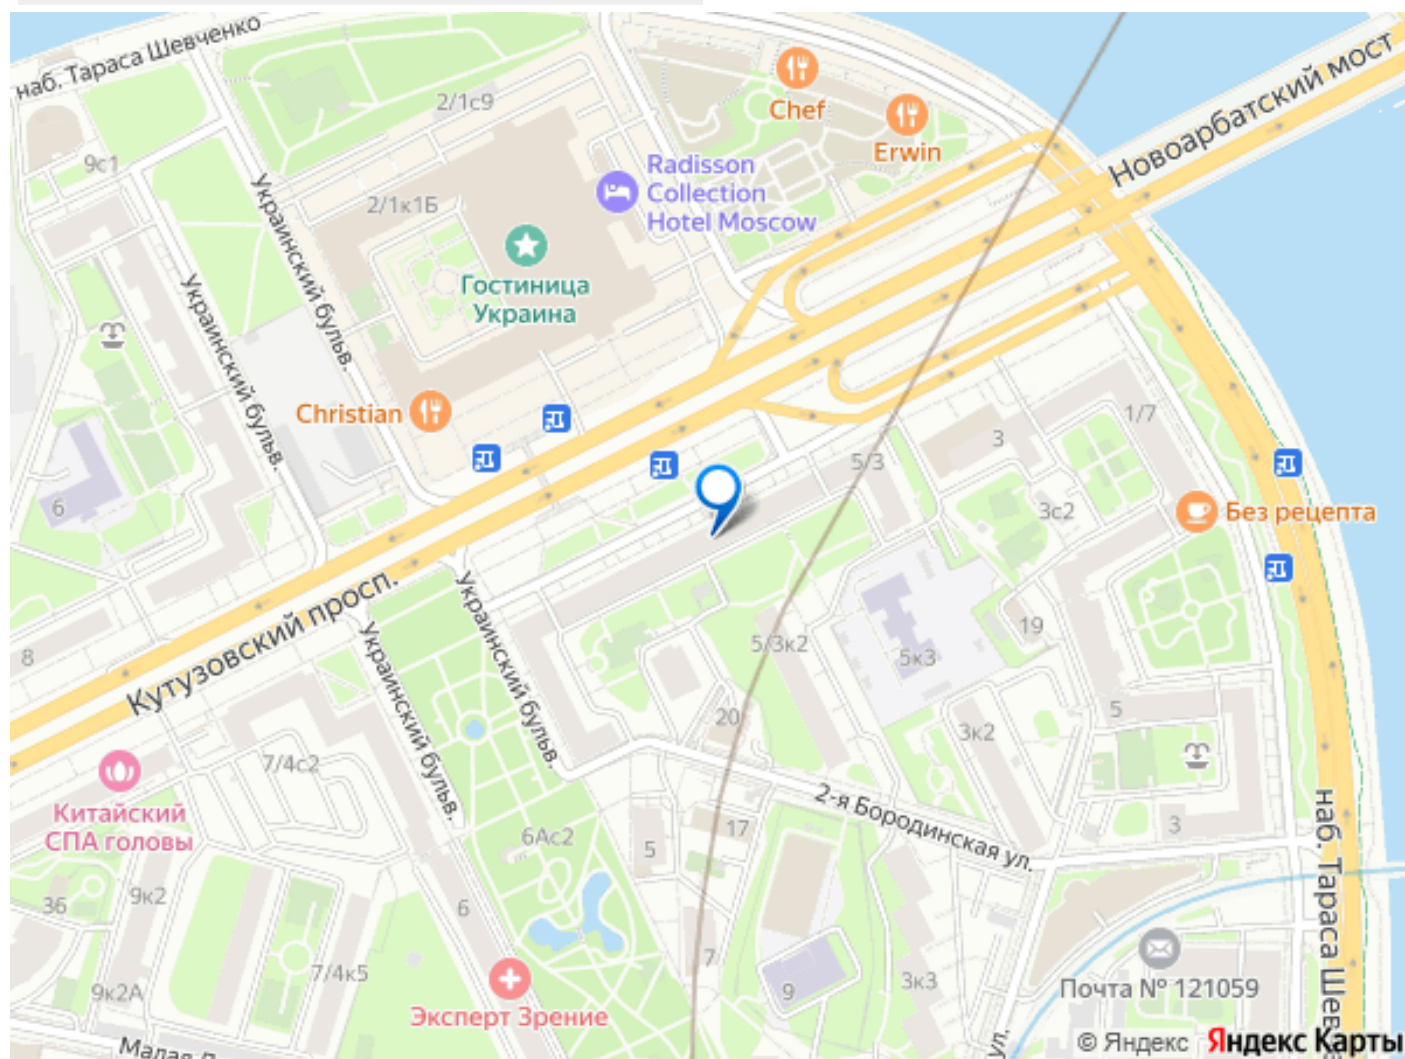 наб. Тараса Шевченко
Новоарбатский мост
Chef
Erwin
2/1с9
9с1
Radisson
Collection
Hotel Moscow
2/1к1Б
Украинский бульв.
Гостиница
Украина
Украинский бульв.
Christian
1/7
3
5/3
6
3с2
Без рецепта
Кутузовский просп.
Украинский бульв.
Украинский бульв.
19
5/3к2
5к3
8
20
5
3к2
7/4с2
Китайский
СПА головы
2-я Бородинская ул.
17
3
6Ас2
5
наб. Тараса Шев
36
9к2
6
7/4к5
7
9к2А
9
3к3
Почта № 121059
Эксперт Зрение
ул.
Малая
© Яндекс Яндекс Карты